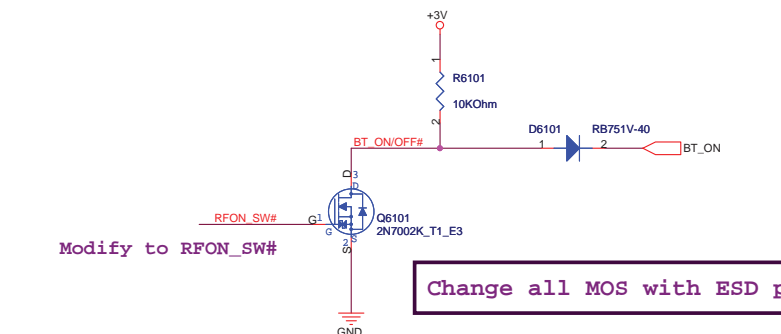 +3V
1
R6101
10KOhm
2
BT_ON/OFF#
D6101
RB751V-40
1
2
BT_ON
D
3
D
RFON_SW#
G
1
G
Q6101
2N7002K_T1_E3
2
S
S
Modify to RFON_SW#
Change all MOS with ESD p
GND